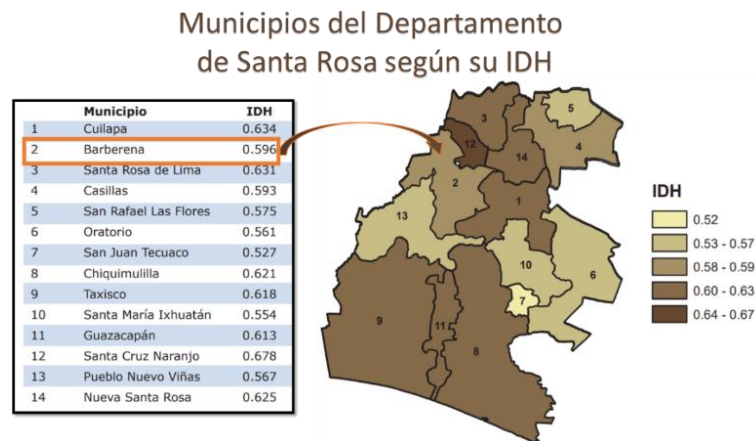 Municipios del Departamento
de Santa Rosa según su IDH
Municipio IDH
1 Cuilapa 0.634
2 Barberena 0.596
3 Santa Rosa de Lima 0.631
4 Casillas 0.593
5 San Rafael Las Flores 0.575
6 Oratorio 0.561
7 San Juan Tecuaco 0.527
8 Chiquimulilla 0.621
9 Taxisco 0.618
10 Santa María Ixhuatán 0.554
11 Guazacapán 0.613
12 Santa Cruz Naranjo 0.678
13 Pueblo Nuevo Viñas 0.567
14 Nueva Santa Rosa 0.625
3
5
12
14
4
2
1
13
10
6
7
9
11
8
IDH
0.52
0.53 - 0.57
0.58 - 0.59
0.60 - 0.63
0.64 - 0.67